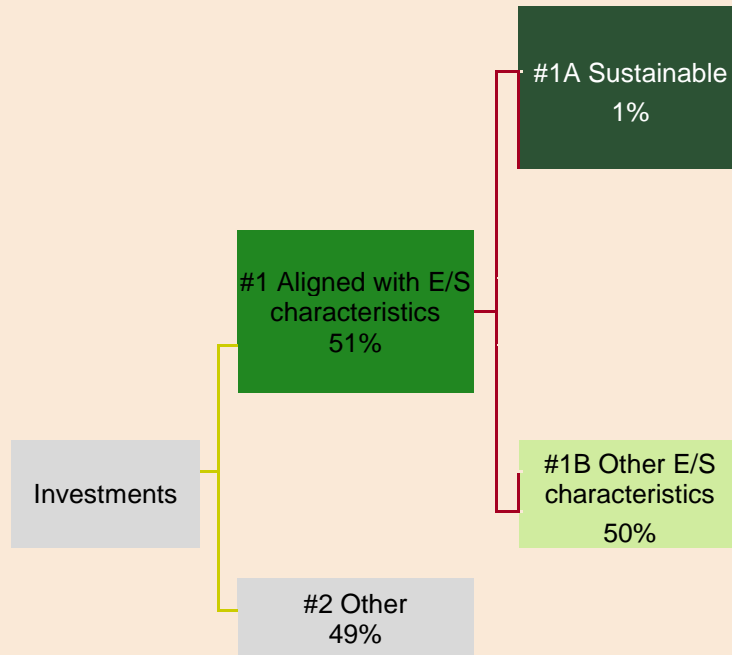 #1A Sustainable
1%
#1 Aligned with E/S
characteristics
51%
Investments
#1B Other E/S
characteristics
50%
#2 Other
49%